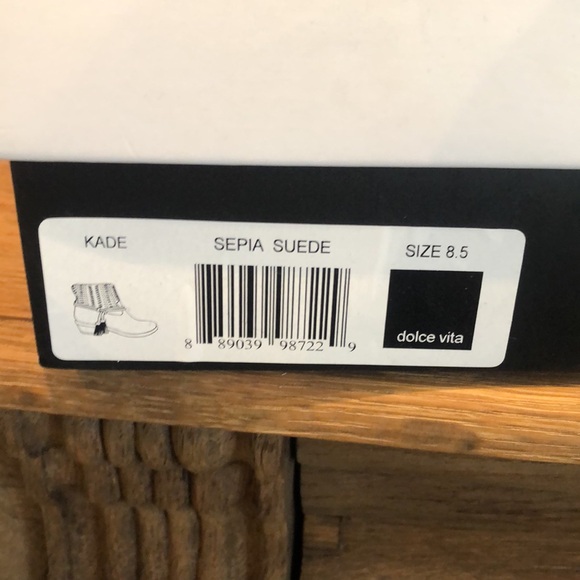 KADE
SEPIA SUEDE
SIZE 8.5
8 89039 98722 9
dolce vita